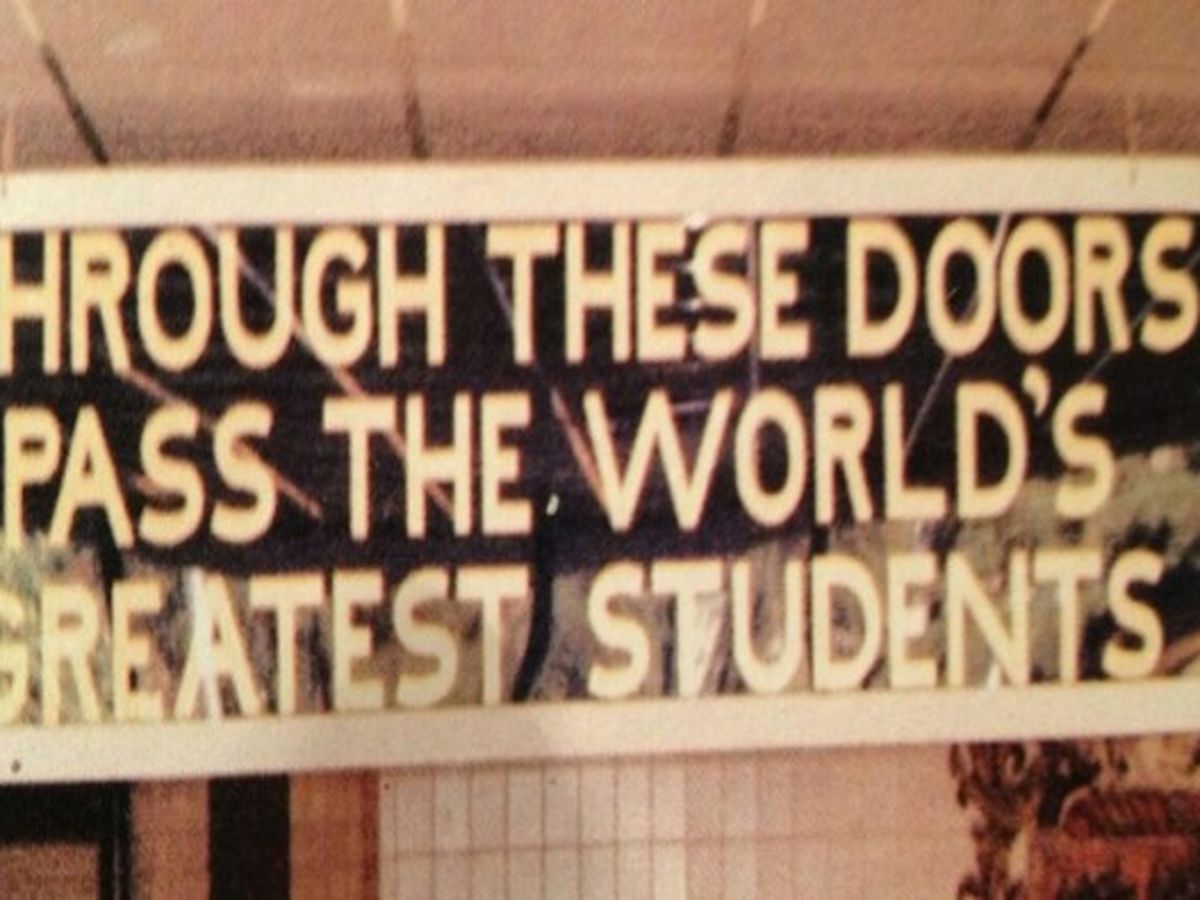 HROUGH THESE DOORS
PASS THE WORLD'S
GREATEST STUDENTS